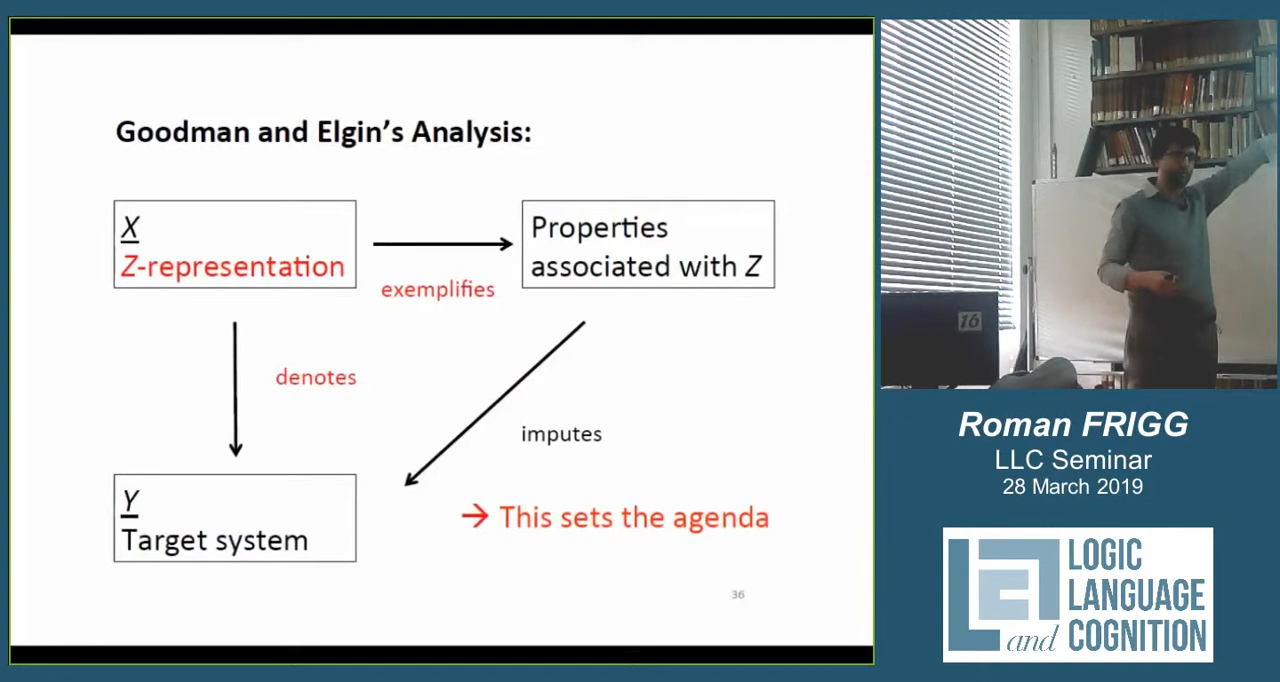 Goodman and Elgin's Analysis:
X
Z-representation
exemplifies
Properties
associated with Z
denotes
imputes
Y
Target system
→ This sets the agenda
36
16
Roman FRIGG
LLC Seminar
28 March 2019
LOGIC
LANGUAGE
and COGNITION